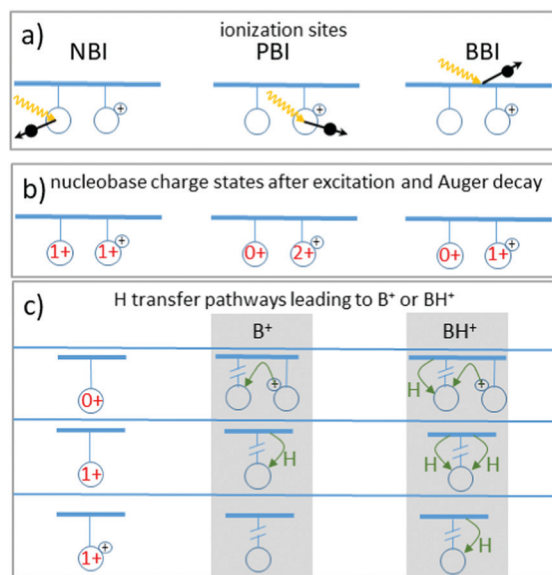 a)
ionization sites
NBI PBI BBI
+ + +
b) nucleobase charge states after excitation and Auger decay
1+ 1+ + 0+ 2+ + 0+ 1+ +
c) H transfer pathways leading to B⁺ or BH⁺
B⁺ BH⁺
0+ + H +
1+ H H H
1+ + H